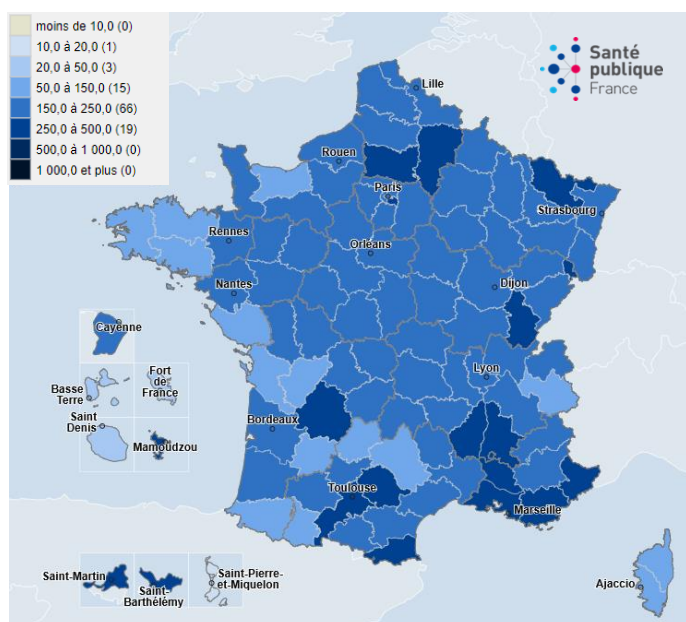 moins de 10,0 (0)
10,0 à 20,0 (1)
20,0 à 50,0 (3)
50,0 à 150,0 (15)
150,0 à 250,0 (66)
250,0 à 500,0 (19)
500,0 à 1 000,0 (0)
1 000,0 et plus (0)
Santé
publique
France
Lille
Rouen
Paris
Strasbourg
Rennes
Orléans
Nantes
Dijon
Cayenne
Lyon
Basse
Terre
Fort
de
France
Saint
Denis
Mamoudzou
Bordeaux
Toulouse
Marseille
Saint-Martin
Saint-
Barthélémy
Saint-Pierre-
et-Miquelon
Ajaccio